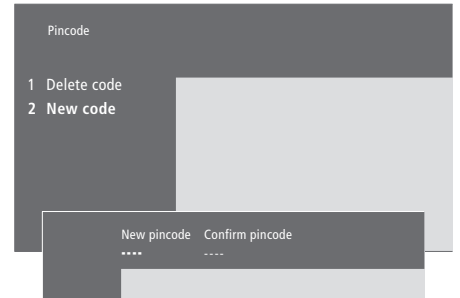 Pincode
1 Delete code
2 New code
New pincode Confirm pincode
---- ----